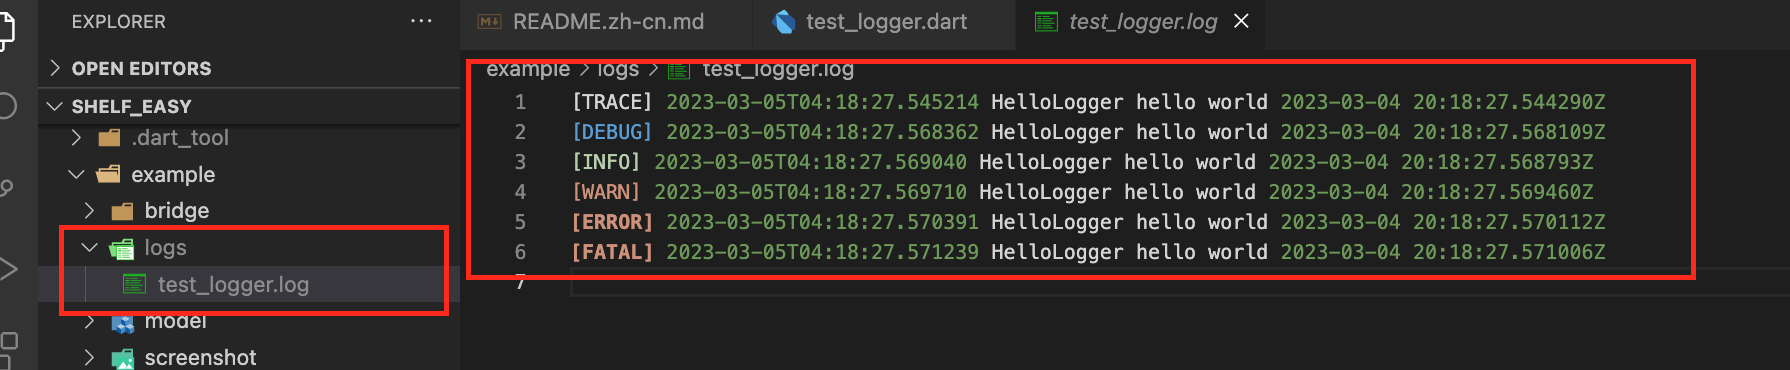 EXPLORER
···
OPEN EDITORS
SHELF_EASY
.dart_tool
example
bridge
logs
test_logger.log
model
screenshot
README.zh-cn.md
test_logger.dart
test_logger.log
example > logs > test_logger.log
1 [TRACE] 2023-03-05T04:18:27.545214 HelloLogger hello world 2023-03-04 20:18:27.544290Z
2 [DEBUG] 2023-03-05T04:18:27.568362 HelloLogger hello world 2023-03-04 20:18:27.568109Z
3 [INFO] 2023-03-05T04:18:27.569040 HelloLogger hello world 2023-03-04 20:18:27.568793Z
4 [WARN] 2023-03-05T04:18:27.569710 HelloLogger hello world 2023-03-04 20:18:27.569460Z
5 [ERROR] 2023-03-05T04:18:27.570391 HelloLogger hello world 2023-03-04 20:18:27.570112Z
6 [FATAL] 2023-03-05T04:18:27.571239 HelloLogger hello world 2023-03-04 20:18:27.571006Z
7